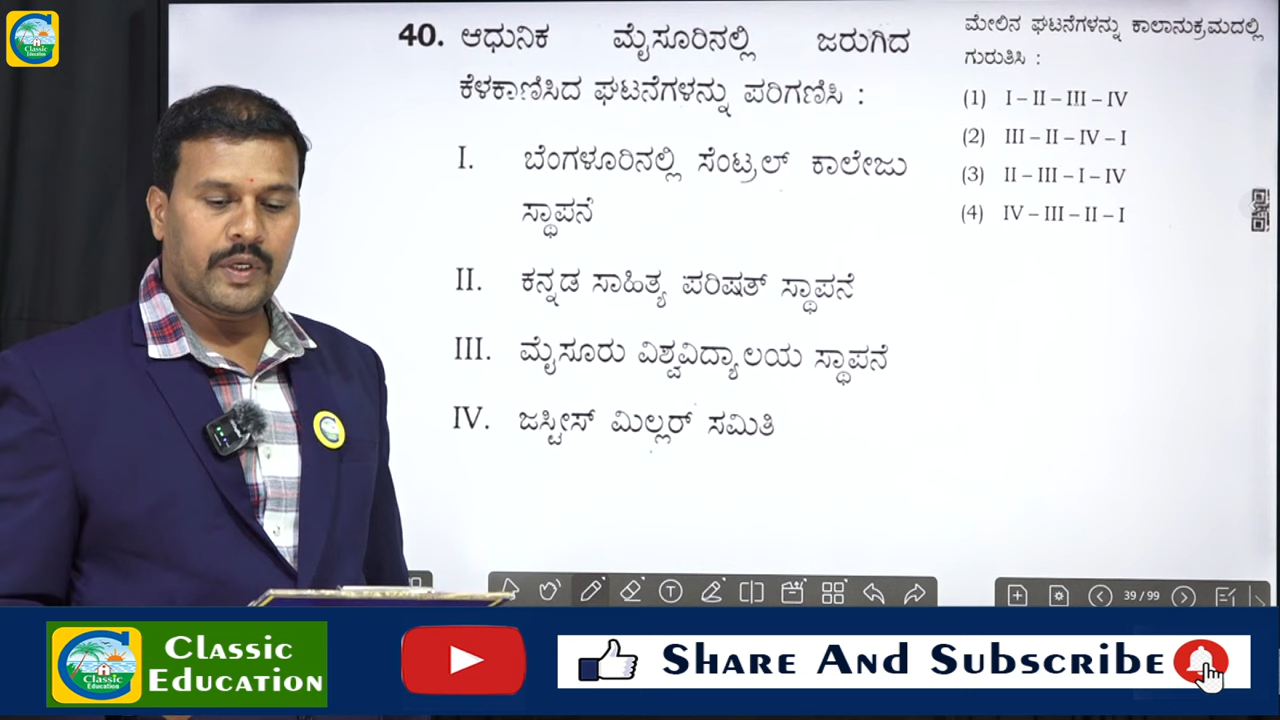 Classic
Education
40. ಆಧುನಿಕ ಮೈಸೂರಿನಲ್ಲಿ ಜರುಗಿದ
ಕೆಳಕಾಣಿಸಿದ ಘಟನೆಗಳನ್ನು ಪರಿಗಣಿಸಿ :
I. ಬೆಂಗಳೂರಿನಲ್ಲಿ ಸೆಂಟ್ರಲ್ ಕಾಲೇಜು
ಸ್ಥಾಪನೆ
II. ಕನ್ನಡ ಸಾಹಿತ್ಯ ಪರಿಷತ್ ಸ್ಥಾಪನೆ
III. ಮೈಸೂರು ವಿಶ್ವವಿದ್ಯಾಲಯ ಸ್ಥಾಪನೆ
IV. ಜಸ್ಟೀಸ್ ಮಿಲ್ಲರ್ ಸಮಿತಿ
ಮೇಲಿನ ಘಟನೆಗಳನ್ನು ಕಾಲಾನುಕ್ರಮದಲ್ಲಿ
ಗುರುತಿಸಿ :
(1) I – II – III – IV
(2) III – II – IV – I
(3) II – III – I – IV
(4) IV – III – II – I
39 / 99
Classic
Education
Classic
Education
Share And Subscribe